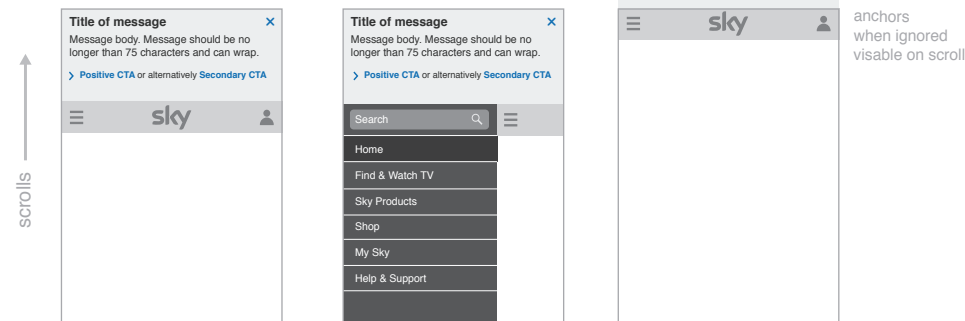 scrolls
Title of message
Message body. Message should be no
longer than 75 characters and can wrap.
Positive CTA or alternatively Secondary CTA
sky
Title of message
Message body. Message should be no
longer than 75 characters and can wrap.
Positive CTA or alternatively Secondary CTA
Search
Home
Find & Watch TV
Sky Products
Shop
My Sky
Help & Support
sky
anchors
when ignored
visable on scroll